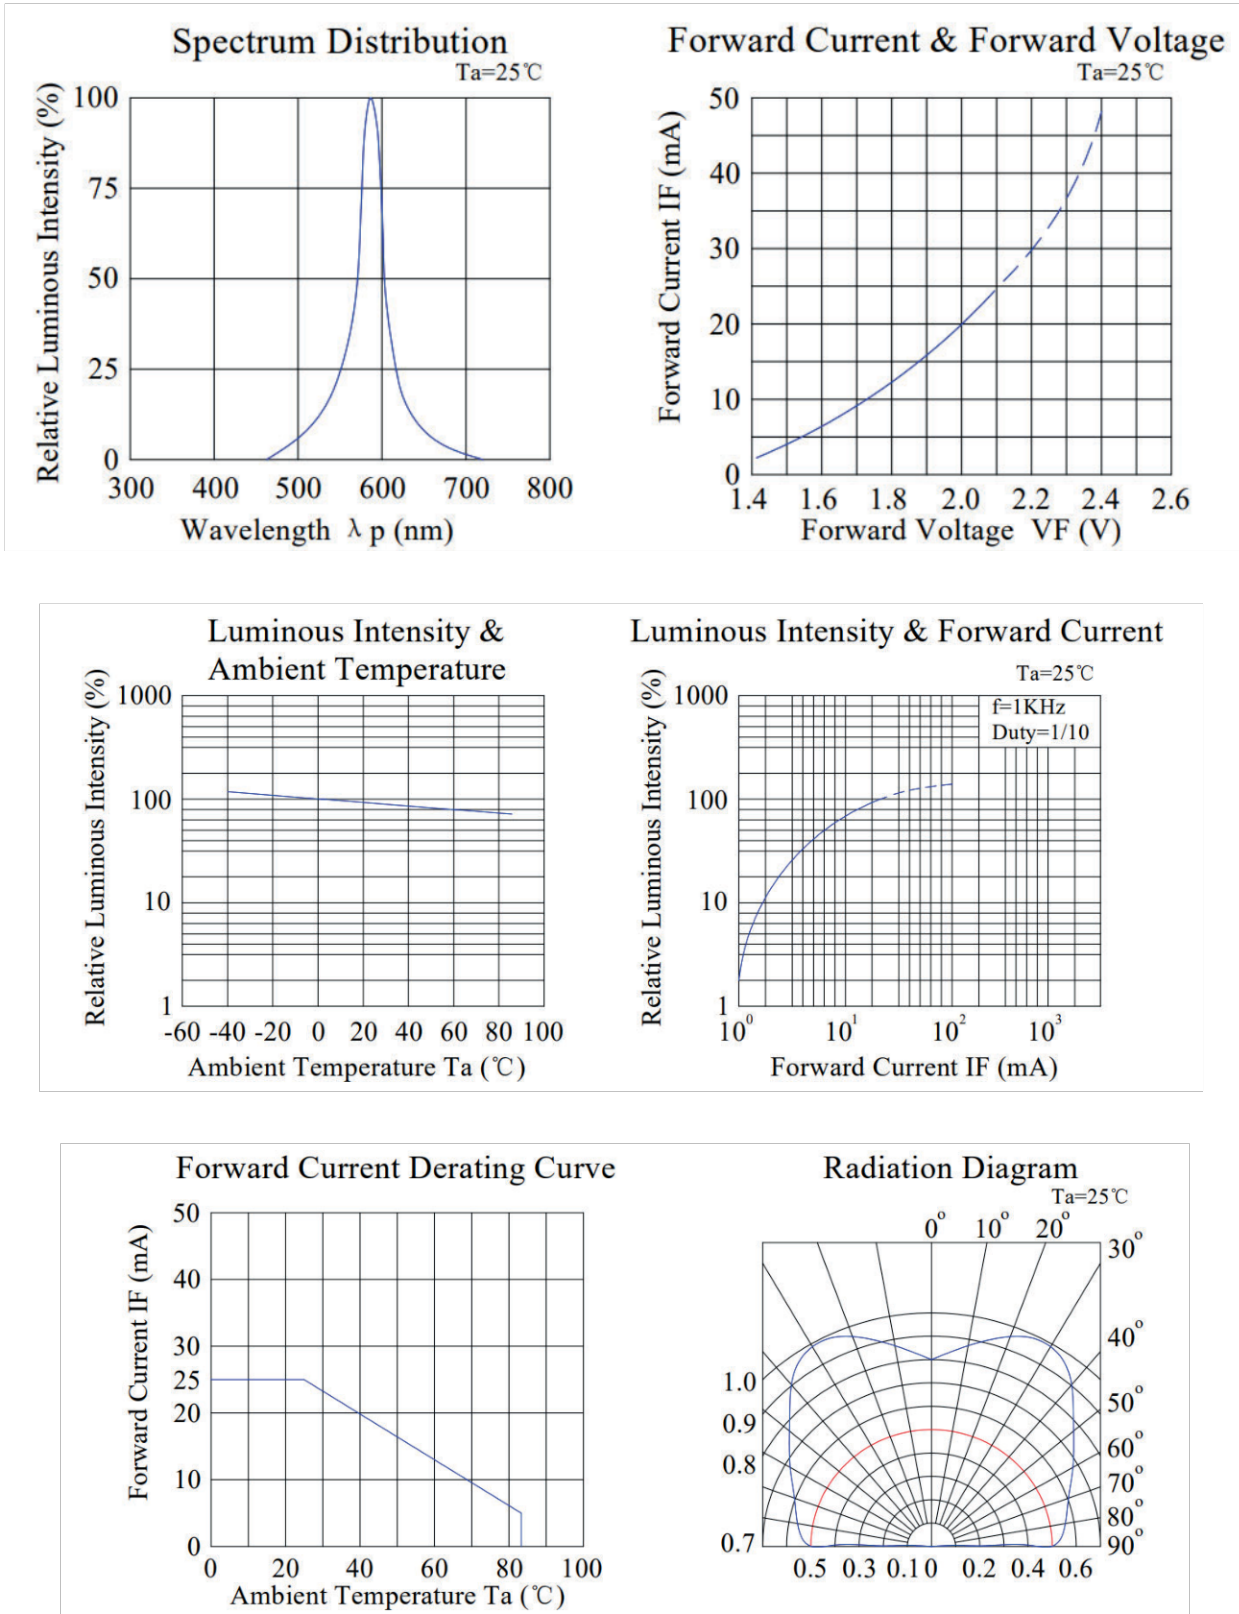 Spectrum Distribution
Ta=25℃
Relative Luminous Intensity (%)
100
75
50
25
0
300 400 500 600 700 800
Wavelength λ p (nm)
Forward Current & Forward Voltage
Ta=25℃
Forward Current IF (mA)
50
40
30
20
10
0
1.4 1.6 1.8 2.0 2.2 2.4 2.6
Forward Voltage VF (V)
Luminous Intensity &
Ambient Temperature
Relative Luminous Intensity (%)
1000
100
10
1
-60 -40 -20 0 20 40 60 80 100
Ambient Temperature Ta (℃)
Luminous Intensity & Forward Current
Ta=25℃
Relative Luminous Intensity (%)
1000
100
10
1
f=1KHz
Duty=1/10
10⁰ 10¹ 10² 10³
Forward Current IF (mA)
Forward Current Derating Curve
Forward Current IF (mA)
50
40
30
25
20
10
0
0 20 40 60 80 100
Ambient Temperature Ta (℃)
Radiation Diagram
Ta=25℃
0° 10° 20°
30°
40°
50°
60°
70°
80°
90°
1.0
0.9
0.8
0.7
0.5 0.3 0.1 0 0.2 0.4 0.6